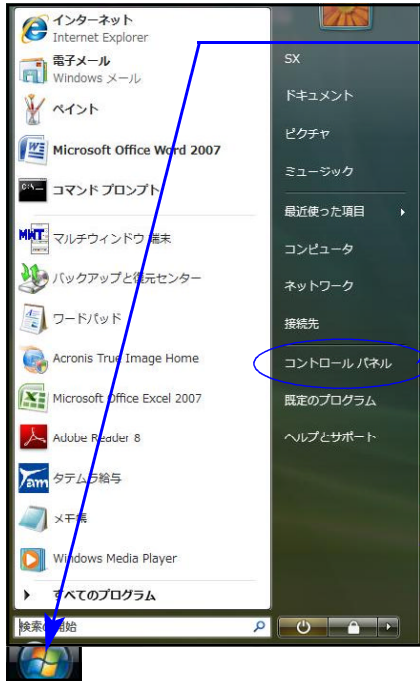 インターネット
Internet Explorer
電子メール
Windows メール
ペイント
Microsoft Office Word 2007
C:\_
コマンド プロンプト
MWT
マルチウィンドウ端末
バックアップと復元センター
ワードパッド
Acronis True Image Home
Microsoft Office Excel 2007
Adobe Reader 8
Tam
タテムラ給与
メモ帳
Windows Media Player
すべてのプログラム
検索の開始
SX
ドキュメント
ピクチャ
ミュージック
最近使った項目
コンピュータ
ネットワーク
接続先
コントロール パネル
既定のプログラム
ヘルプとサポート